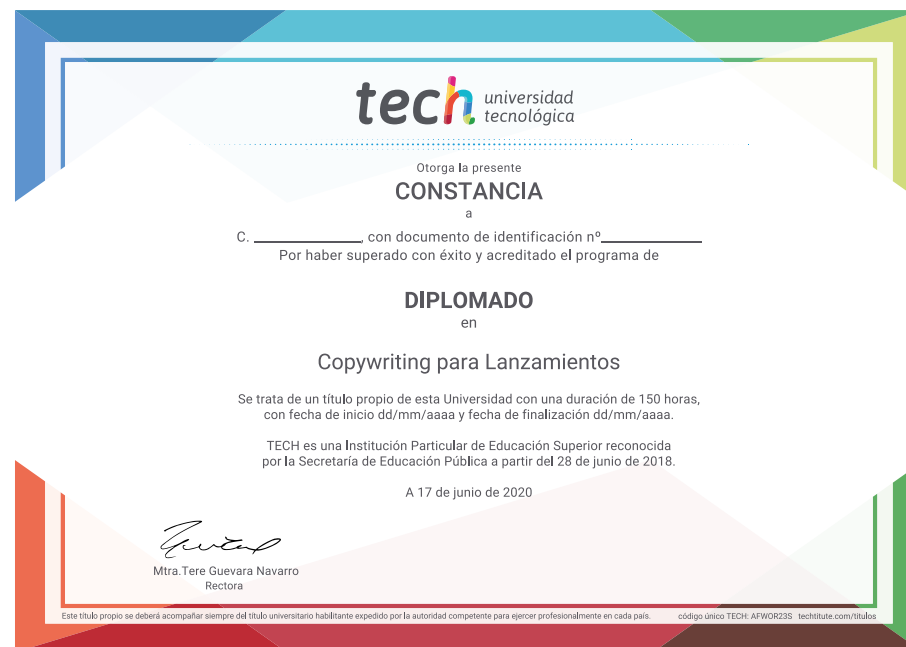 tech universidad
tecnológica
Otorga la presente
CONSTANCIA
a
C. ______________, con documento de identificación nº_____________
Por haber superado con éxito y acreditado el programa de
DIPLOMADO
en
Copywriting para Lanzamientos
Se trata de un título propio de esta Universidad con una duración de 150 horas,
con fecha de inicio dd/mm/aaaa y fecha de finalización dd/mm/aaaa.
TECH es una Institución Particular de Educación Superior reconocida
por la Secretaría de Educación Pública a partir del 28 de junio de 2018.
A 17 de junio de 2020
Mtra.Tere Guevara Navarro
Rectora
Este título propio se deberá acompañar siempre del título universitario habilitante expedido por la autoridad competente para ejercer profesionalmente en cada país. código único TECH: AFWOR23S techtitute.com/titulos